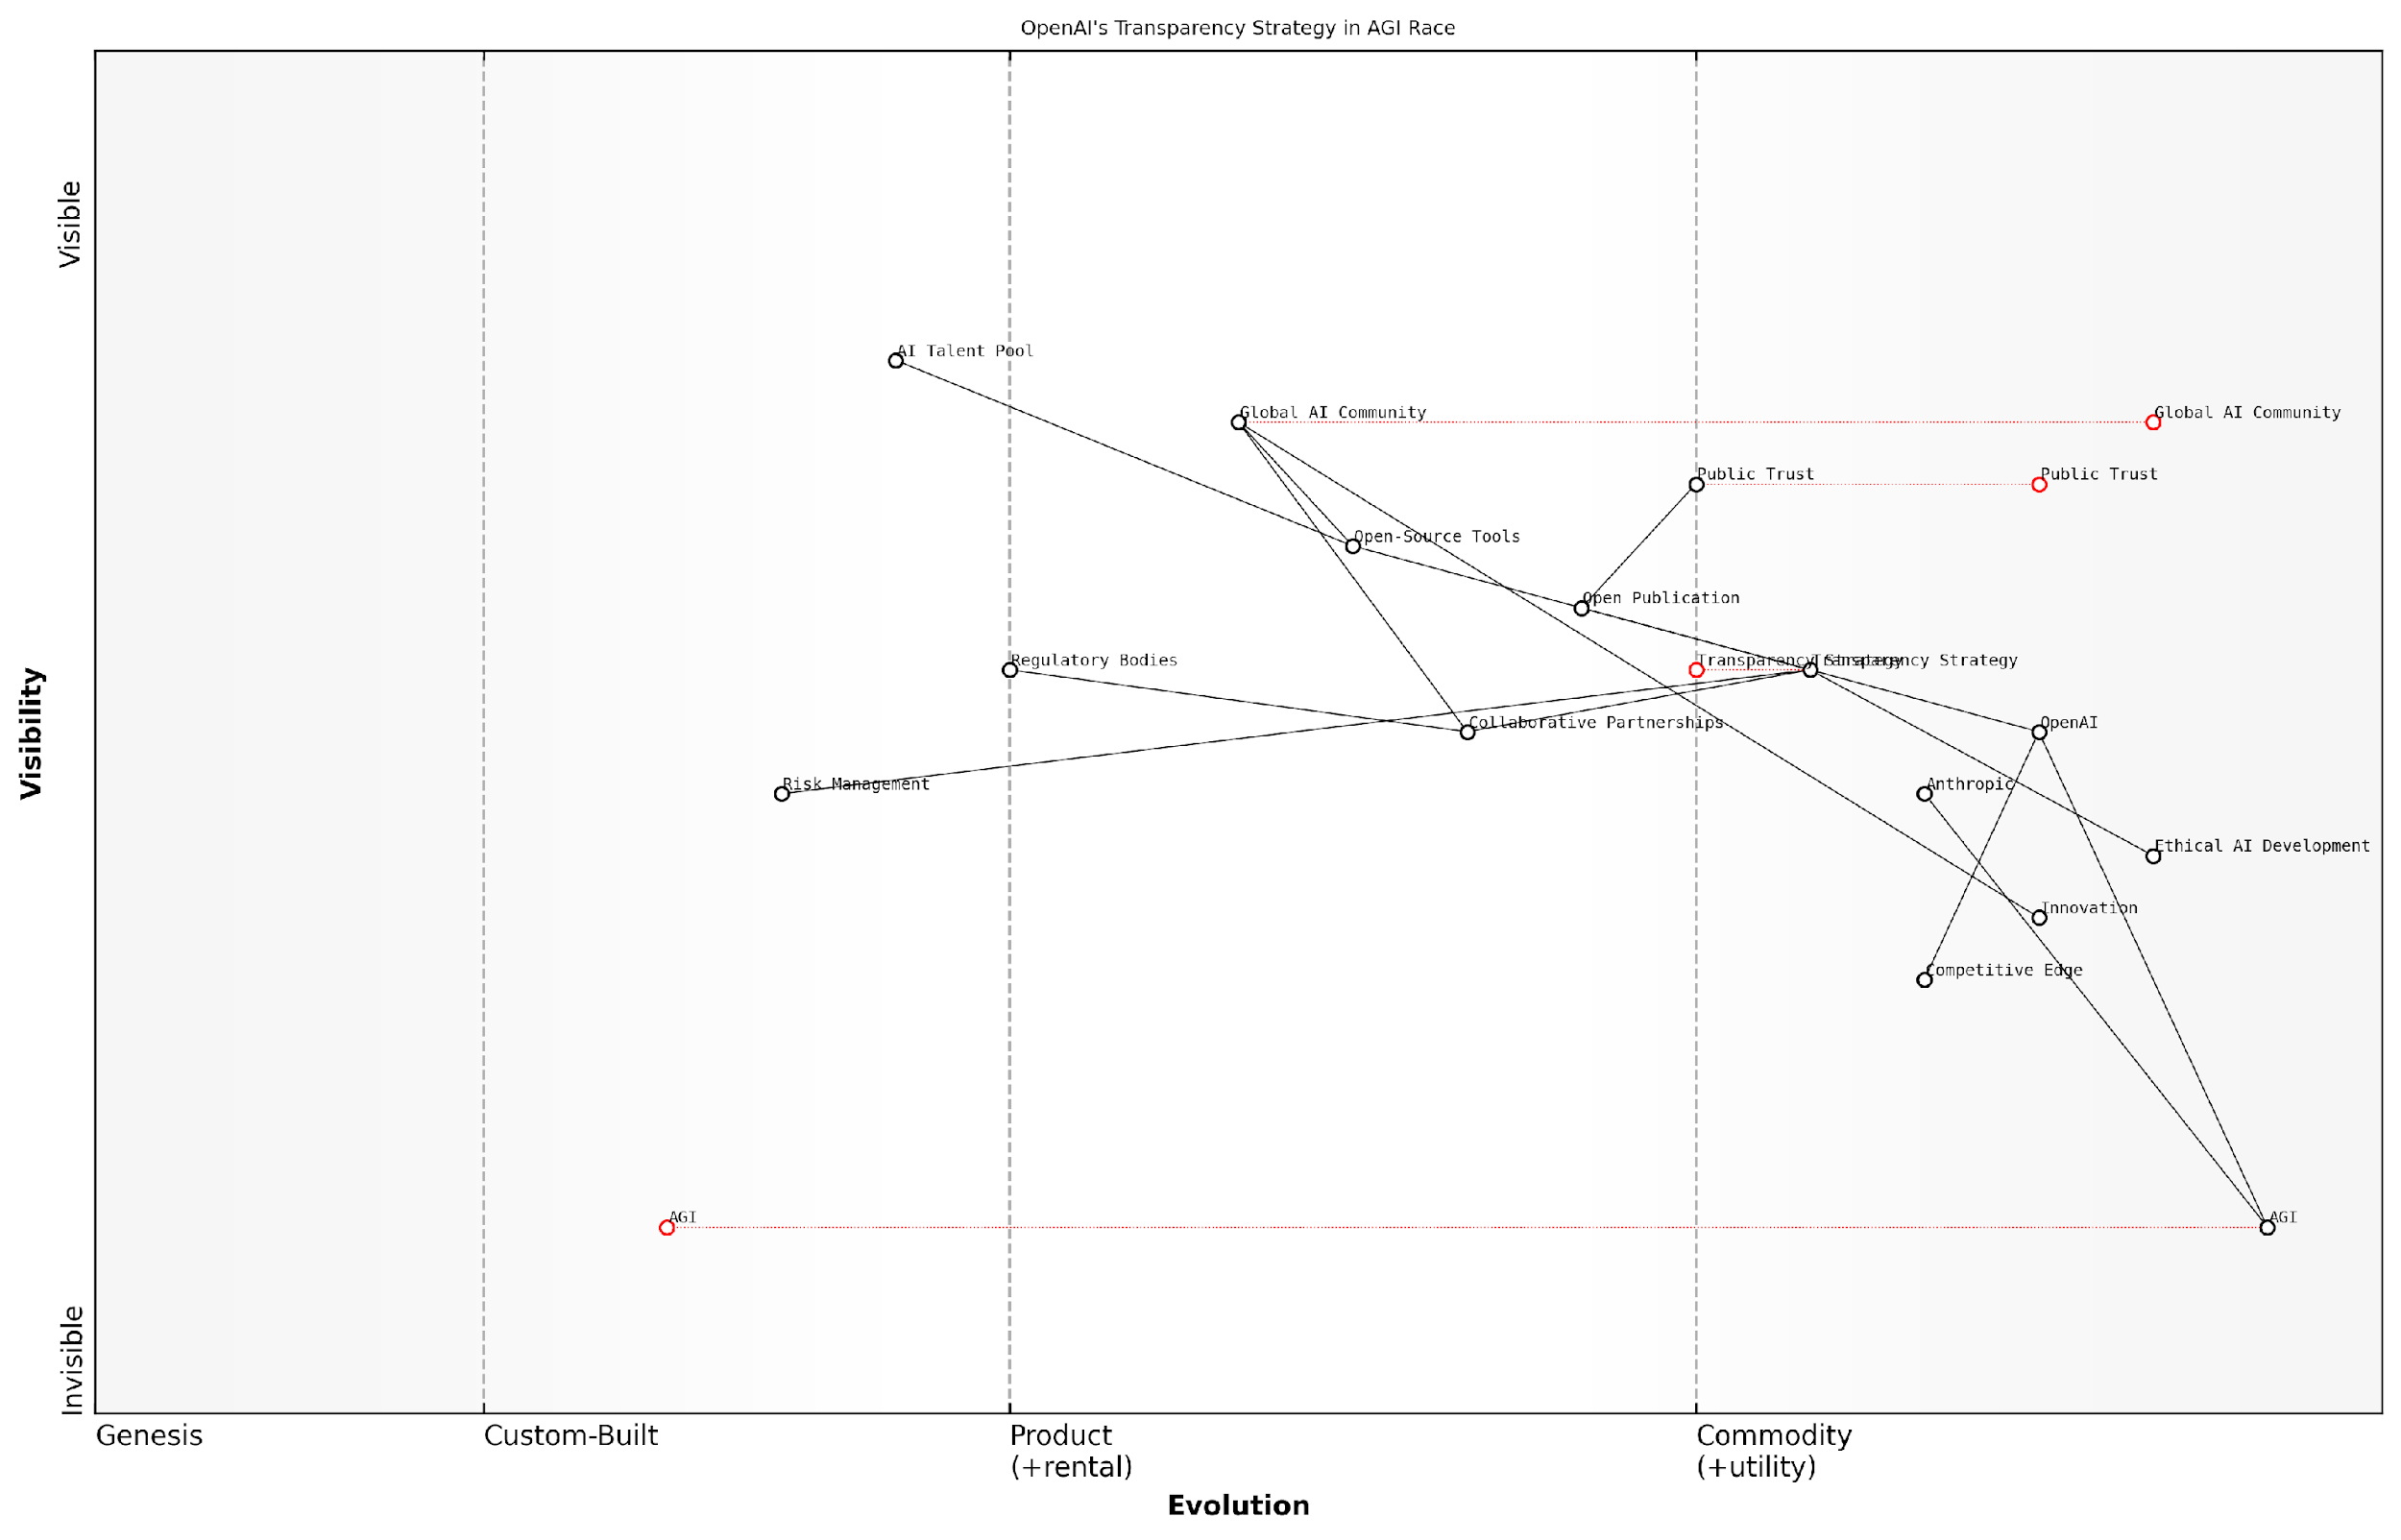 OpenAI's Transparency Strategy in AGI Race
Visible
AI Talent Pool
Global AI Community
Global AI Community
Public Trust
Public Trust
Open-Source Tools
Open Publication
Regulatory Bodies
Transparency Strategy
Transparency Strategy
Visibility
Collaborative Partnerships
OpenAI
Risk Management
Anthropic
Ethical AI Development
Innovation
Competitive Edge
AGI
AGI
Invisible
Genesis
Custom-Built
Product
(+rental)
Commodity
(+utility)
Evolution